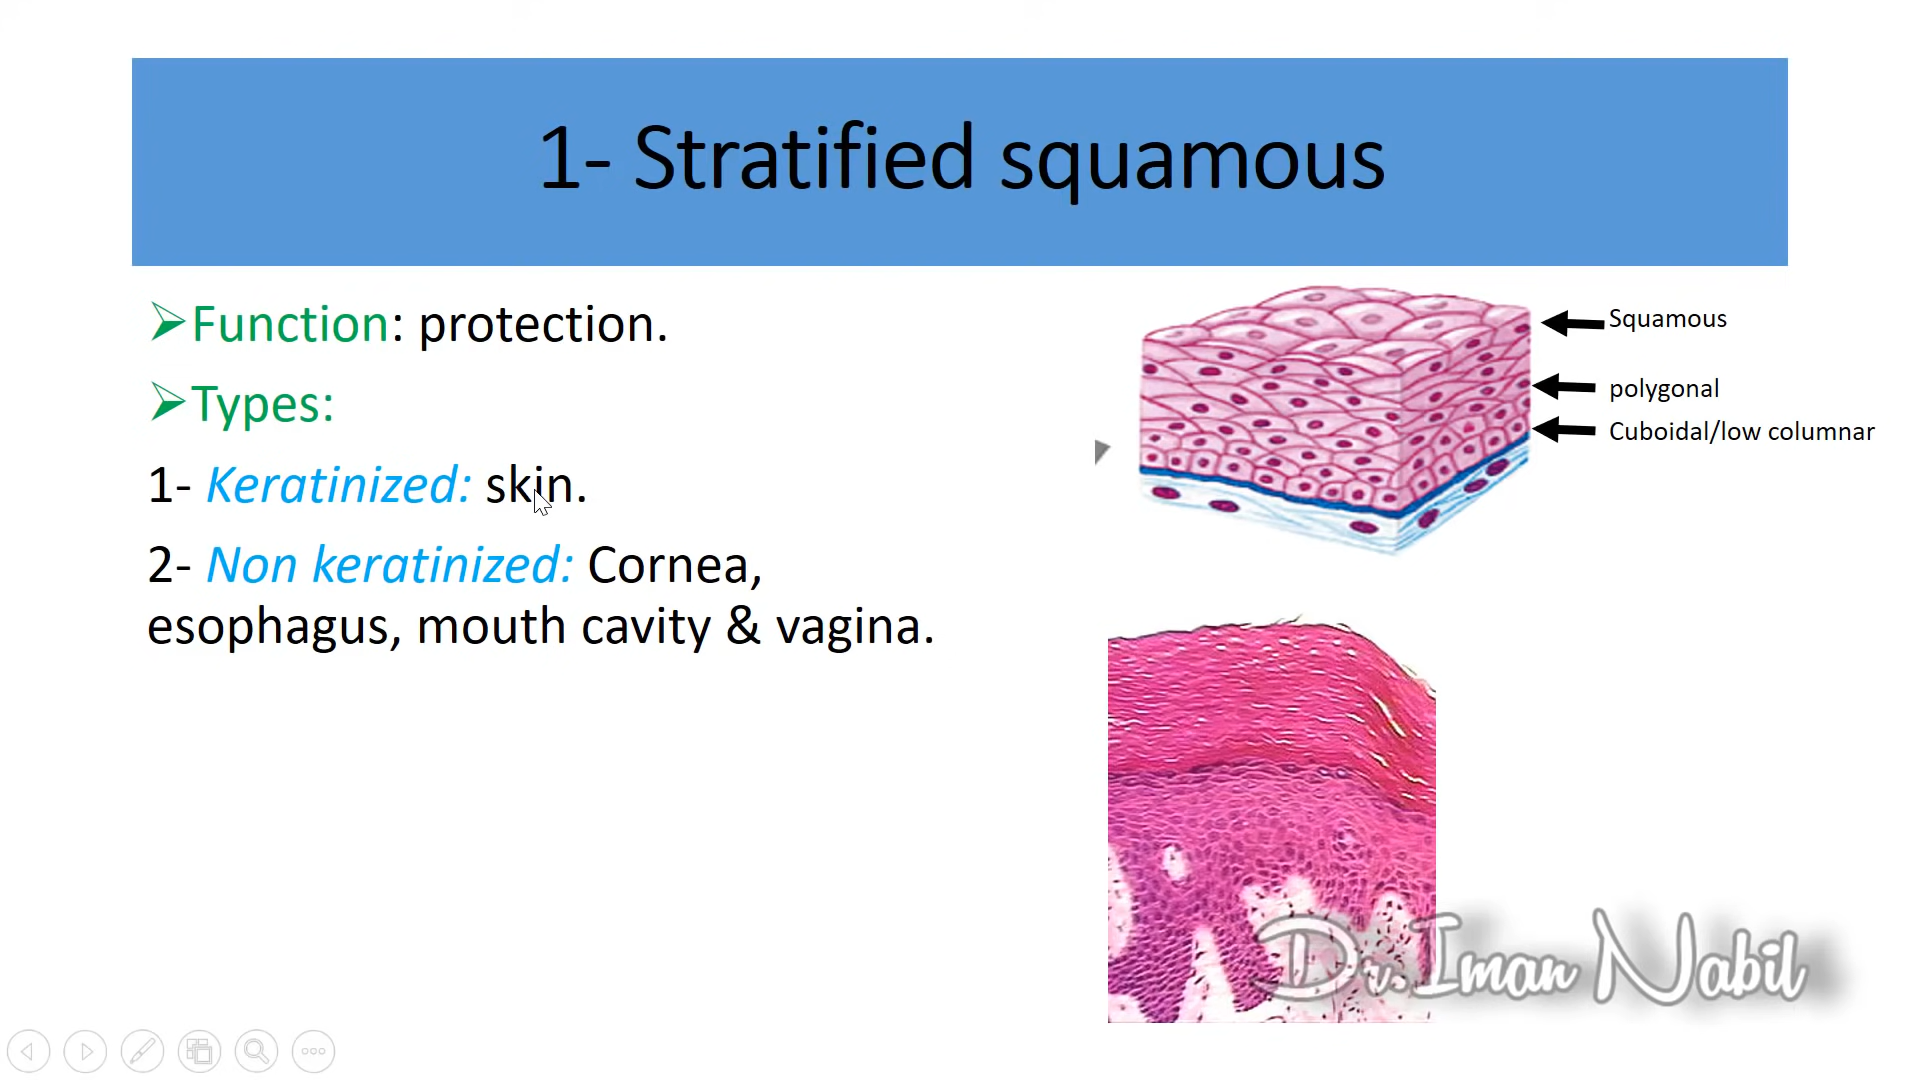 1- Stratified squamous
➢Function: protection.
➢Types:
1- Keratinized: skin.
2- Non keratinized: Cornea,
esophagus, mouth cavity & vagina.
Squamous
polygonal
Cuboidal/low columnar
Dr. Iman Nabil